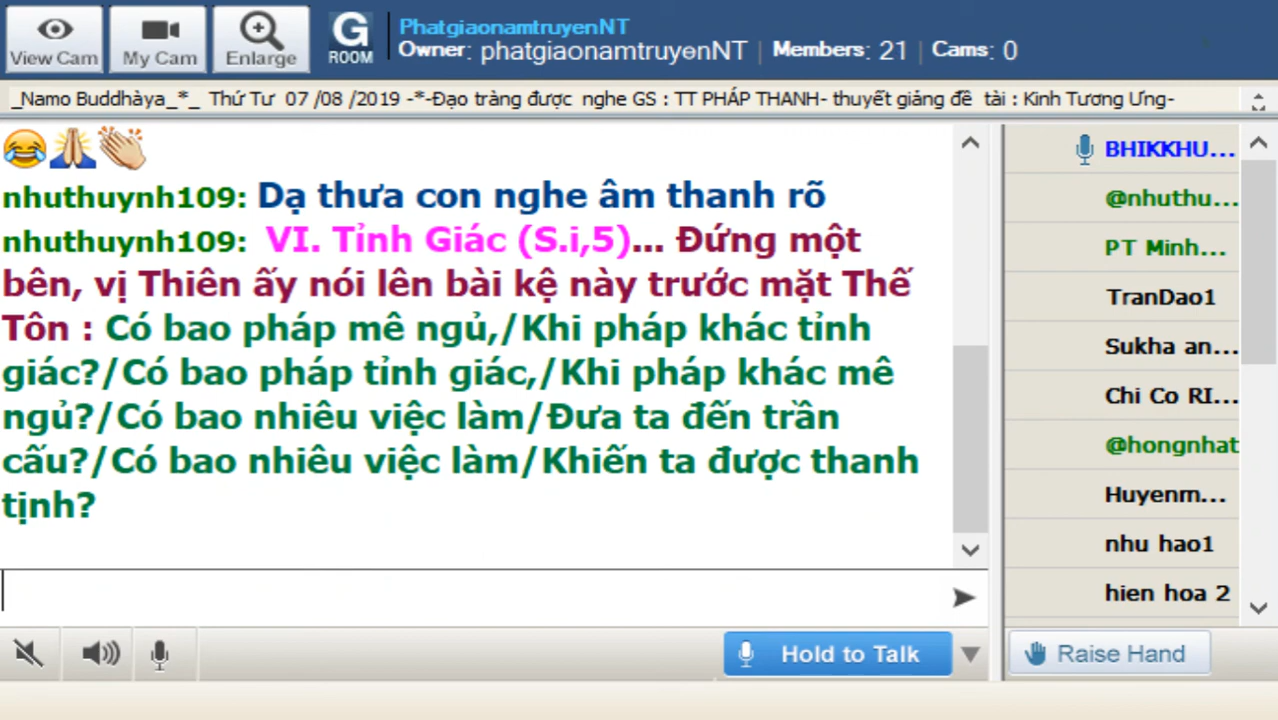 View Cam
My Cam
Enlarge
G
ROOM
PhatgiaonamtruyenNT
Owner: phatgiaonamtruyenNT | Members: 21 | Cams: 0
_Namo Buddhàya_*_ Thứ Tư 07 /08 /2019 -*-Đạo tràng được nghe GS : TT PHÁP THANH- thuyết giảng đề tài : Kinh Tương Ưng-
nhuthuynh109: Dạ thưa con nghe âm thanh rõ
nhuthuynh109: VI. Tỉnh Giác (S.i,5)... Đứng một
bên, vị Thiên ấy nói lên bài kệ này trước mặt Thế
Tôn : Có bao pháp mê ngủ,/Khi pháp khác tỉnh
giác?/Có bao pháp tỉnh giác,/Khi pháp khác mê
ngủ?/Có bao nhiêu việc làm/Đưa ta đến trần
cấu?/Có bao nhiêu việc làm/Khiến ta được thanh
tịnh?
BHIKKHU...
@nhuthu...
PT Minh...
TranDao1
Sukha an...
Chi Co RI...
@hongnhat
Huyenm...
nhu hao1
hien hoa 2
Hold to Talk
Raise Hand